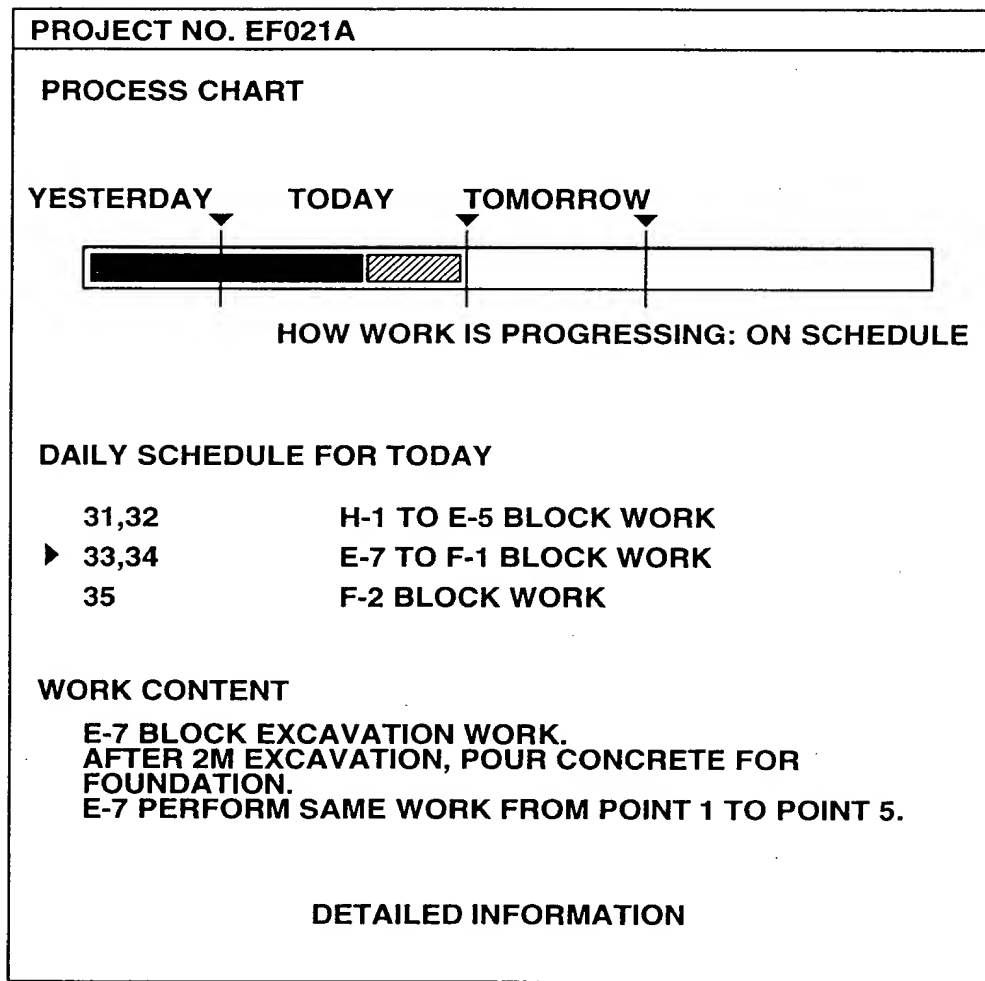 PROJECT NO. EF021A
PROCESS CHART
YESTERDAY TODAY TOMORROW
HOW WORK IS PROGRESSING: ON SCHEDULE
DAILY SCHEDULE FOR TODAY
31,32 H-1 TO E-5 BLOCK WORK
33,34 E-7 TO F-1 BLOCK WORK
35 F-2 BLOCK WORK
WORK CONTENT
E-7 BLOCK EXCAVATION WORK.
AFTER 2M EXCAVATION, POUR CONCRETE FOR
FOUNDATION.
E-7 PERFORM SAME WORK FROM POINT 1 TO POINT 5.
DETAILED INFORMATION